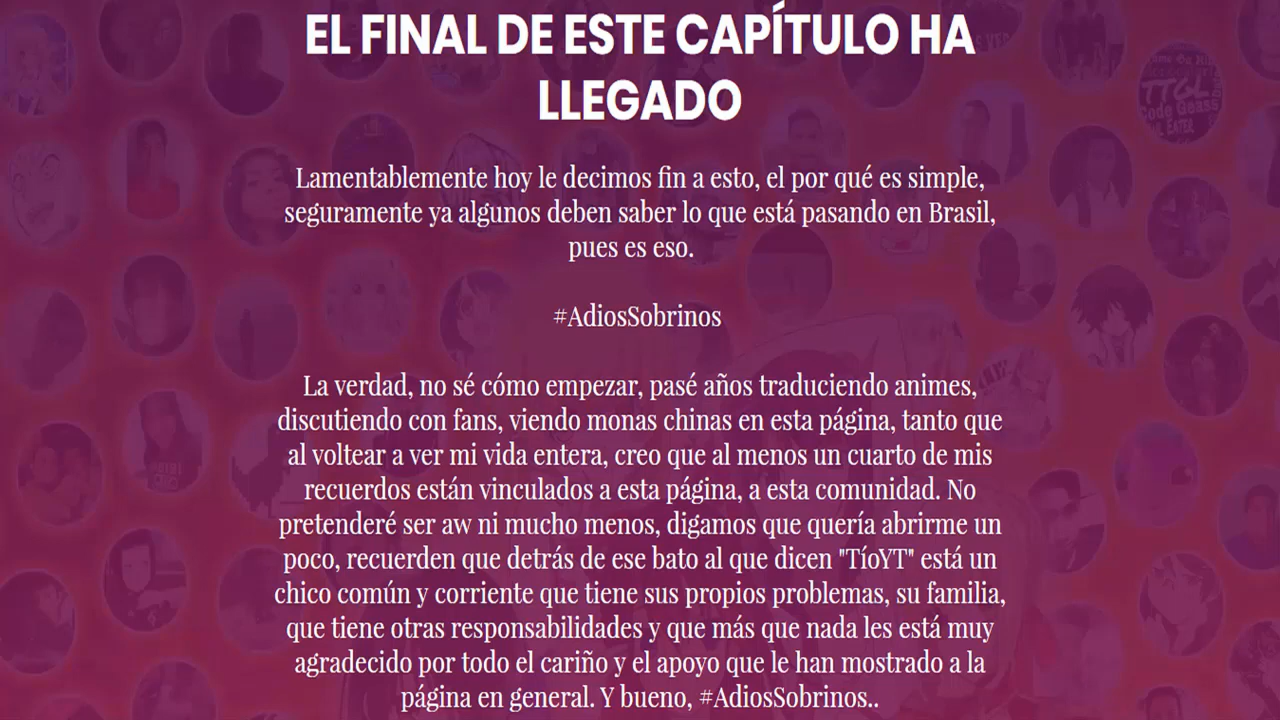 EL FINAL DE ESTE CAPÍTULO HA
LLEGADO
Lamentablemente hoy le decimos fin a esto, el por qué es simple,
seguramente ya algunos deben saber lo que está pasando en Brasil,
pues es eso.
#AdiosSobrinos
La verdad, no sé cómo empezar, pasé años traduciendo animes,
discutiendo con fans, viendo monas chinas en esta página, tanto que
al voltear a ver mi vida entera, creo que al menos un cuarto de mis
recuerdos están vinculados a esta página, a esta comunidad. No
pretenderé ser aw ni mucho menos, digamos que quería abrirme un
poco, recuerden que detrás de ese bato al que dicen "TíoYT" está un
chico común y corriente que tiene sus propios problemas, su familia,
que tiene otras responsabilidades y que más que nada les está muy
agradecido por todo el cariño y el apoyo que le han mostrado a la
página en general. Y bueno, #AdiosSobrinos..
TTGL
Code Geass